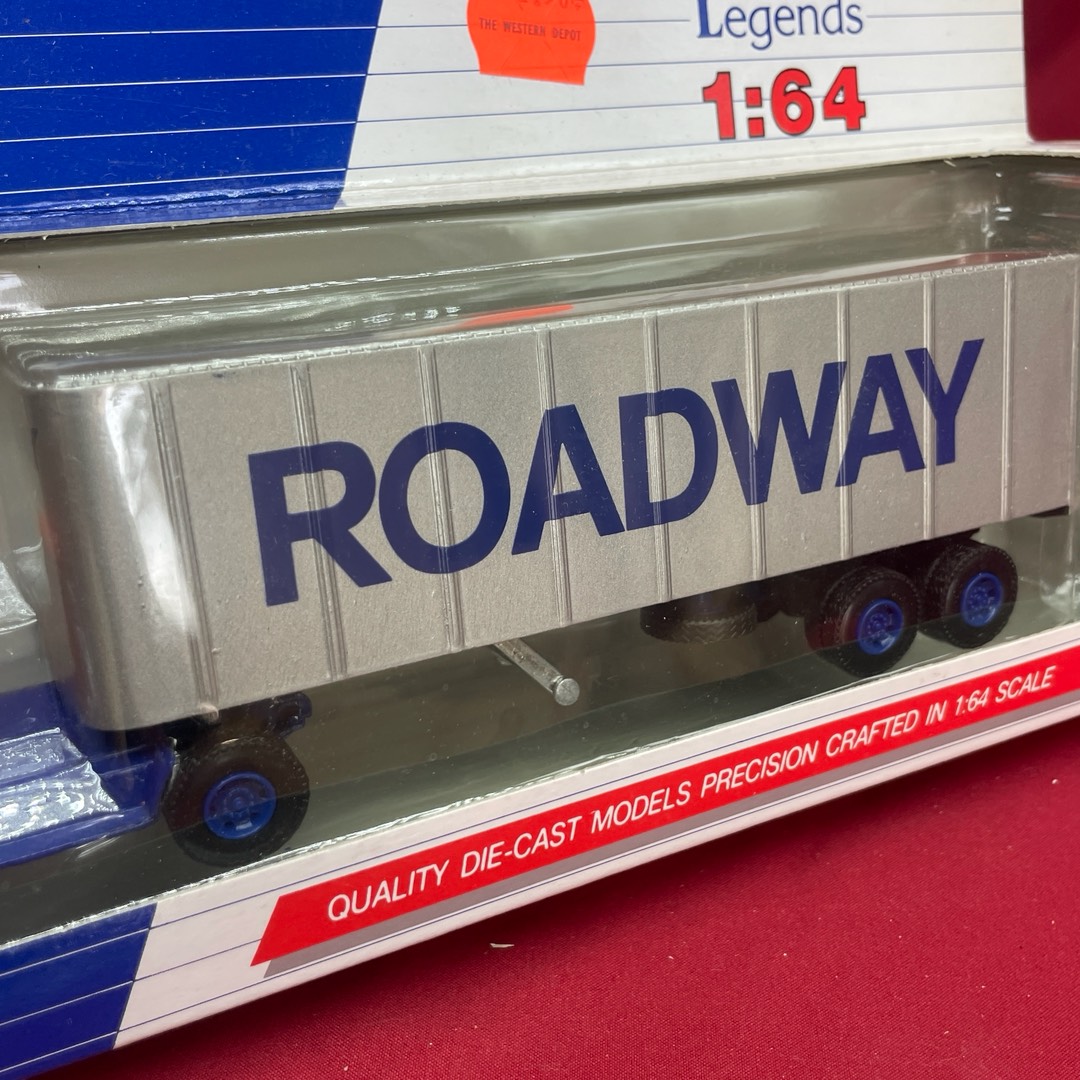 THE WESTERN DEPOT
Legends
1:64
ROADWAY
QUALITY DIE-CAST MODELS PRECISION CRAFTED IN 1:64 SCALE